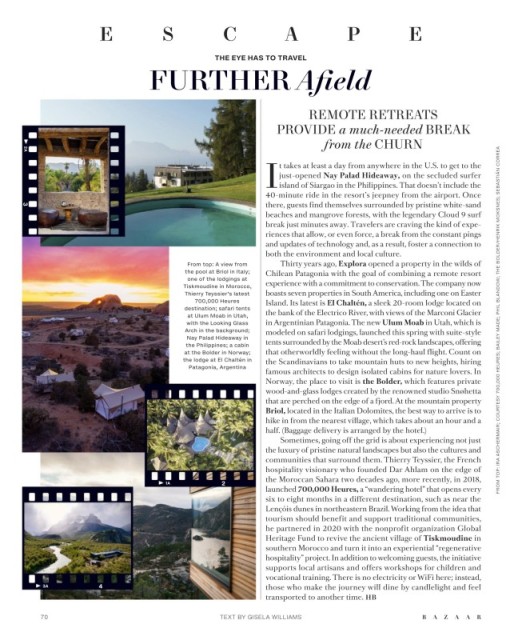 ESCAPE
THE EYE HAS TO TRAVEL
FURTHER Afield
REMOTE RETREATS
PROVIDE a much-needed BREAK
from the CHURN
It takes at least a day from anywhere in the U.S. to get to the
just-opened Nay Palad Hideaway, on the secluded surfer
island of Siargao in the Philippines. That doesn't include the
40-minute ride in the resort's jeepney from the airport. Once
there, guests find themselves surrounded by pristine white-sand
beaches and mangrove forests, with the legendary Cloud 9 surf
break just minutes away. Travelers are craving the kind of expe-
riences that allow, or even force, a break from the constant pings
and updates of technology and, as a result, foster a connection to
both the environment and local culture.
Thirty years ago, Explora opened a property in the wilds of
Chilean Patagonia with the goal of combining a remote resort
experience with a commitment to conservation. The company now
boasts seven properties in South America, including one on Easter
Island. Its latest is El Chaltén, a sleek 20-room lodge located on
the bank of the Electrico River, with views of the Marconi Glacier
in Argentinian Patagonia. The new Ulum Moab in Utah, which is
modeled on safari lodgings, launched this spring with suite-style
tents surrounded by the Moab desert's red-rock landscapes, offering
that otherworldly feeling without the long-haul flight. Count on
the Scandinavians to take mountain huts to new heights, hiring
famous architects to design isolated cabins for nature lovers. In
Norway, the place to visit is the Bolder, which features private
wood-and-glass lodges created by the renowned studio Snøhetta
that are perched on the edge of a fjord. At the mountain property
Briol, located in the Italian Dolomites, the best way to arrive is to
hike in from the nearest village, which takes about an hour and a
half. (Baggage delivery is arranged by the hotel.)
Sometimes, going off the grid is about experiencing not just
the luxury of pristine natural landscapes but also the cultures and
communities that surround them. Thierry Teyssier, the French
hospitality visionary who founded Dar Ahlam on the edge of
the Moroccan Sahara two decades ago, more recently, in 2018,
launched 700,000 Heures, a "wandering hotel" that opens every
six to eight months in a different destination, such as near the
Lençóis dunes in northeastern Brazil. Working from the idea that
tourism should benefit and support traditional communities,
he partnered in 2020 with the nonprofit organization Global
Heritage Fund to revive the ancient village of Tiskmoudine in
southern Morocco and turn it into an experiential "regenerative
hospitality" project. In addition to welcoming guests, the initiative
supports local artisans and offers workshops for children and
vocational training. There is no electricity or WiFi here; instead,
those who make the journey will dine by candlelight and feel
transported to another time. HB
From top: A view from
the pool at Briol in Italy;
one of the lodgings at
Tiskmoudine in Morocco,
Thierry Teyssier's latest
700,000 Heures
destination; safari tents
at Ulum Moab in Utah,
with the Looking Glass
Arch in the background;
Nay Palad Hideaway in
the Philippines; a cabin
at the Bolder in Norway;
the lodge at El Chaltén in
Patagonia, Argentina
70
TEXT BY GISELA WILLIAMS
BAZAAR